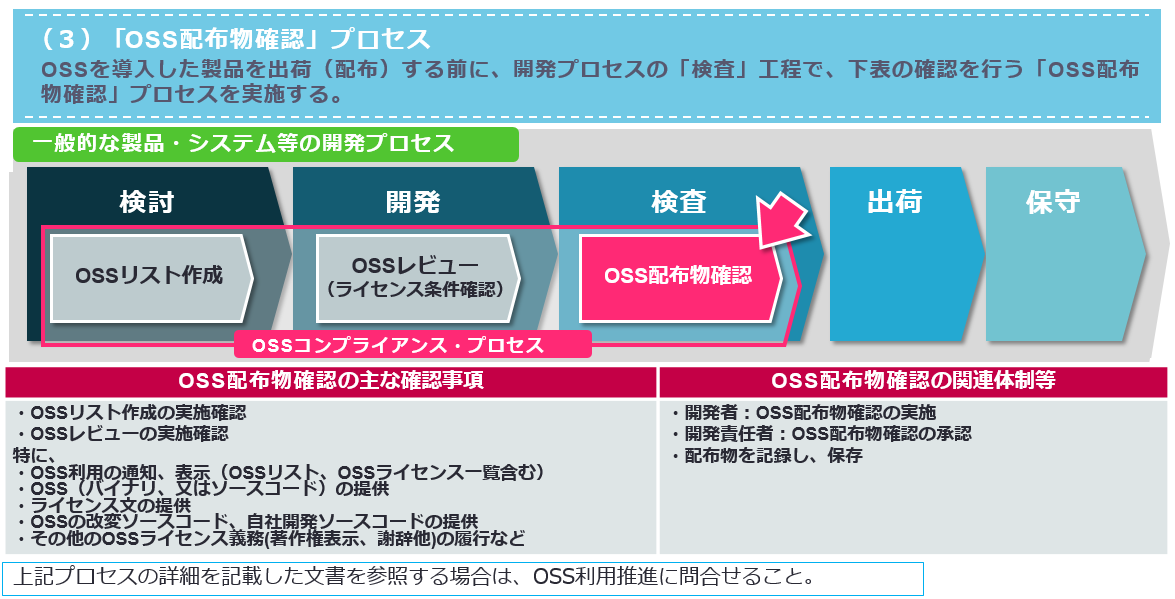 （３）「OSS配布物確認」プロセス
OSSを導入した製品を出荷（配布）する前に、開発プロセスの「検査」工程で、下表の確認を行う「OSS配布
物確認」プロセスを実施する。
一般的な製品・システム等の開発プロセス
検討
開発
検査
出荷
保守
OSSリスト作成
OSSレビュー
（ライセンス条件確認）
OSS配布物確認
OSSコンプライアンス・プロセス
OSS配布物確認の主な確認事項
・OSSリスト作成の実施確認
・OSSレビューの実施確認
特に、
・OSS利用の通知、表示（OSSリスト、OSSライセンス一覧含む）
・OSS（バイナリ、又はソースコード）の提供
・ライセンス文の提供
・OSSの改変ソースコード、自社開発ソースコードの提供
・その他のOSSライセンス義務(著作権表示、謝辞他)の履行など
OSS配布物確認の関連体制等
・開発者：OSS配布物確認の実施
・開発責任者：OSS配布物確認の承認
・配布物を記録し、保存
上記プロセスの詳細を記載した文書を参照する場合は、OSS利用推進に問合せること。